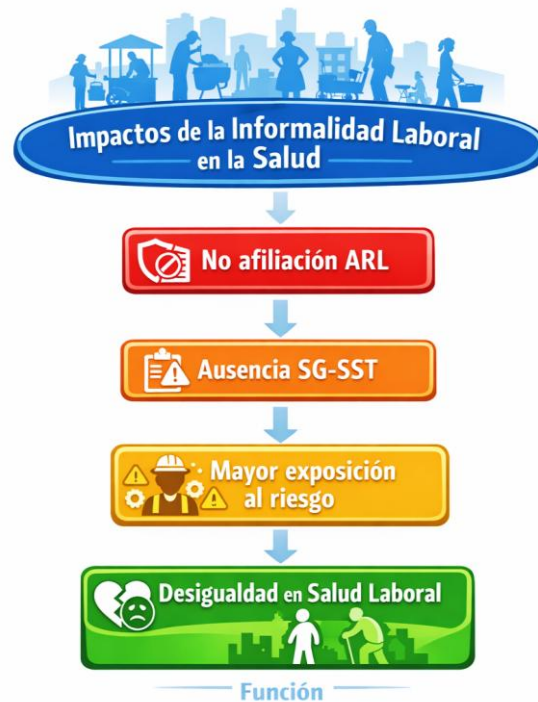 Impactos de la Informalidad Laboral
en la Salud
No afiliación ARL
Ausencia SG-SST
Mayor exposición
al riesgo
Desigualdad en Salud Laboral
Función